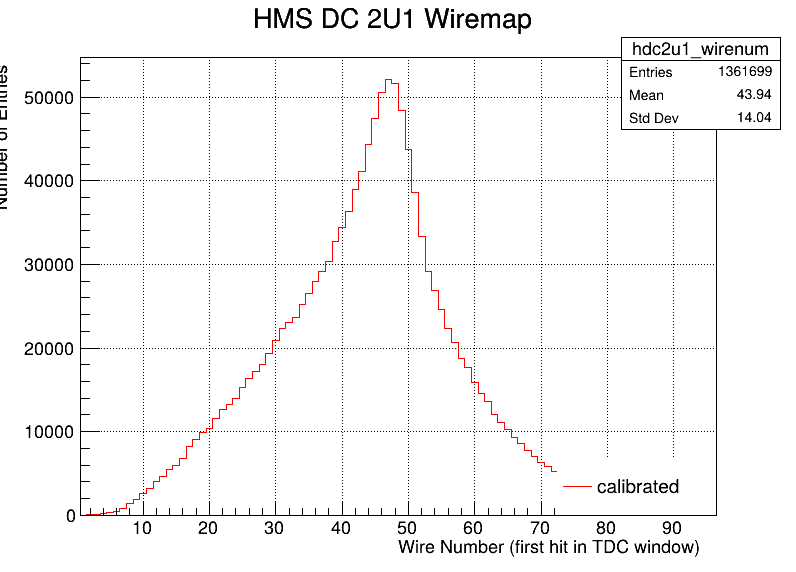 HMS DC 2U1 Wiremap
hdc2u1_wirenum
Entries 1361699
Mean 43.94
Std Dev 14.04
Number of Entries
50000
40000
30000
20000
10000
0
calibrated
10 20 30 40 50 60 70 80 90
Wire Number (first hit in TDC window)